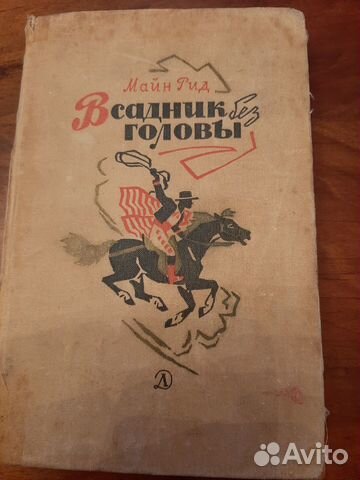 Майн Рид
Всадник без
головы
Д
Avito